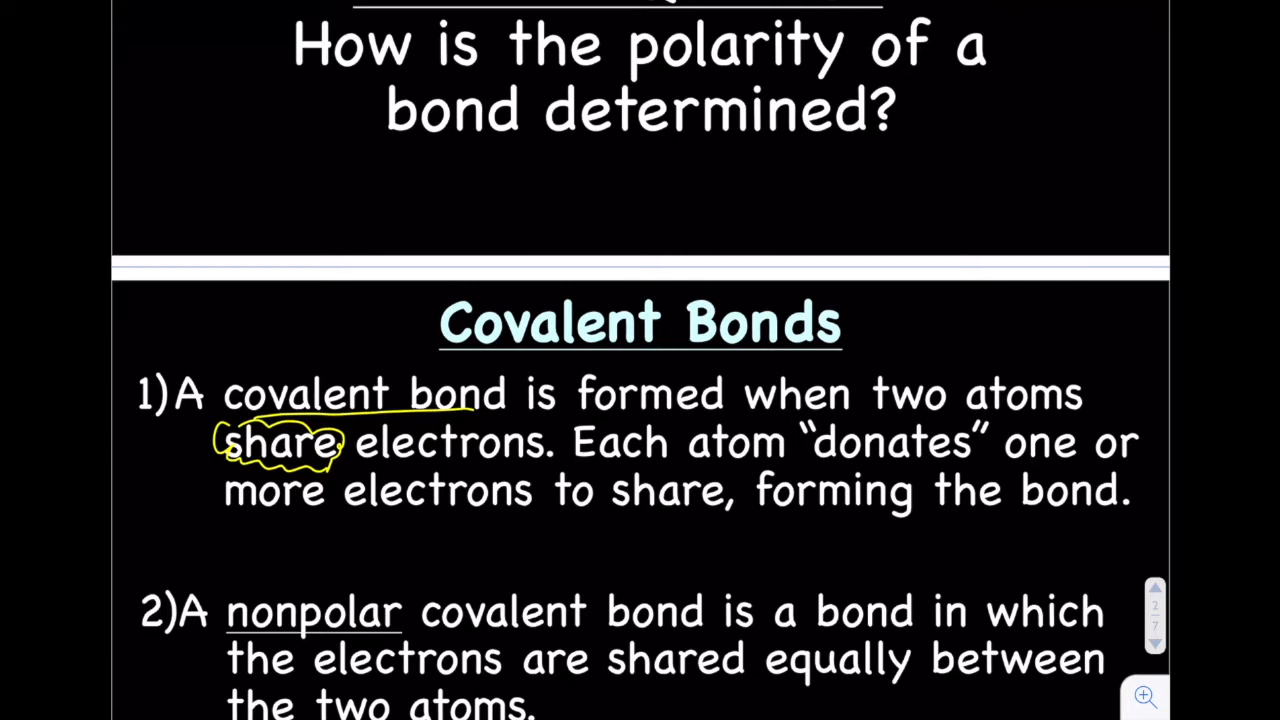 How is the polarity of a
bond determined?
Covalent Bonds
1) A covalent bond is formed when two atoms
share electrons. Each atom “donates” one or
more electrons to share, forming the bond.
2) A nonpolar covalent bond is a bond in which
the electrons are shared equally between
the two atoms.
2
7